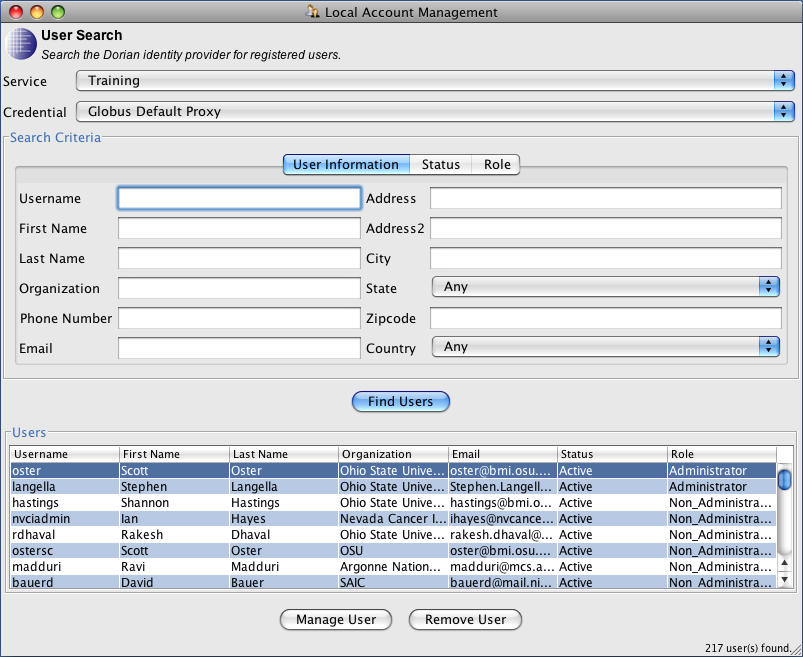 Local Account Management
User Search
Search the Dorian identity provider for registered users.
Service Training
Credential Globus Default Proxy
Search Criteria
User Information Status Role
Username Address
First Name Address2
Last Name City
Organization State Any
Phone Number Zipcode
Email Country Any
Find Users
Users
Username First Name Last Name Organization Email Status Role
oster Scott Oster Ohio State Unive... oster@bmi.osu.... Active Administrator
langella Stephen Langella Ohio State Unive... Stephen.Langell... Active Administrator
hastings Shannon Hastings Ohio State Unive... hastings@bmi.o... Active Non_Administra...
nvciadmin Ian Hayes Nevada Cancer I... ihayes@nvcance... Active Non_Administra...
rdhaval Rakesh Dhaval Ohio State Unive... rakesh.dhaval@... Active Non_Administra...
ostersc Scott Oster OSU oster@bmi.osu.... Active Non_Administra...
madduri Ravi Madduri Argonne Nation... madduri@mcs.a... Active Non_Administra...
bauerd David Bauer SAIC bauerd@mail.ni... Active Non_Administra...
Manage User Remove User
217 user(s) found.